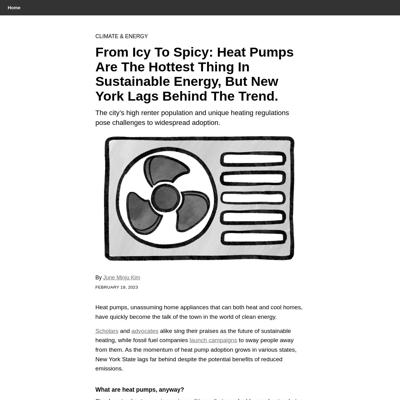 Home
CLIMATE & ENERGY
From Icy To Spicy: Heat Pumps
Are The Hottest Thing In
Sustainable Energy, But New
York Lags Behind The Trend.
The city's high renter population and unique heating regulations
pose challenges to widespread adoption.
By June Minju Kim
FEBRUARY 19, 2023
Heat pumps, unassuming home appliances that can both heat and cool homes,
have quickly become the talk of the town in the world of clean energy.
Scholars and advocates alike sing their praises as the future of sustainable
heating, while fossil fuel companies launch campaigns to sway people away
from them. As the momentum of heat pump adoption grows in various states,
New York State lags far behind despite the potential benefits of reduced
emissions.
What are heat pumps, anyway?